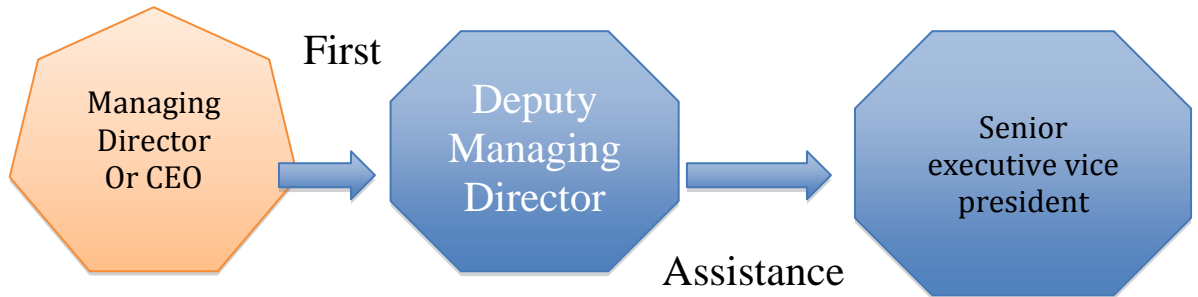 Managing
Director
Or CEO
First
Deputy
Managing
Director
Assistance
Senior
executive vice
president